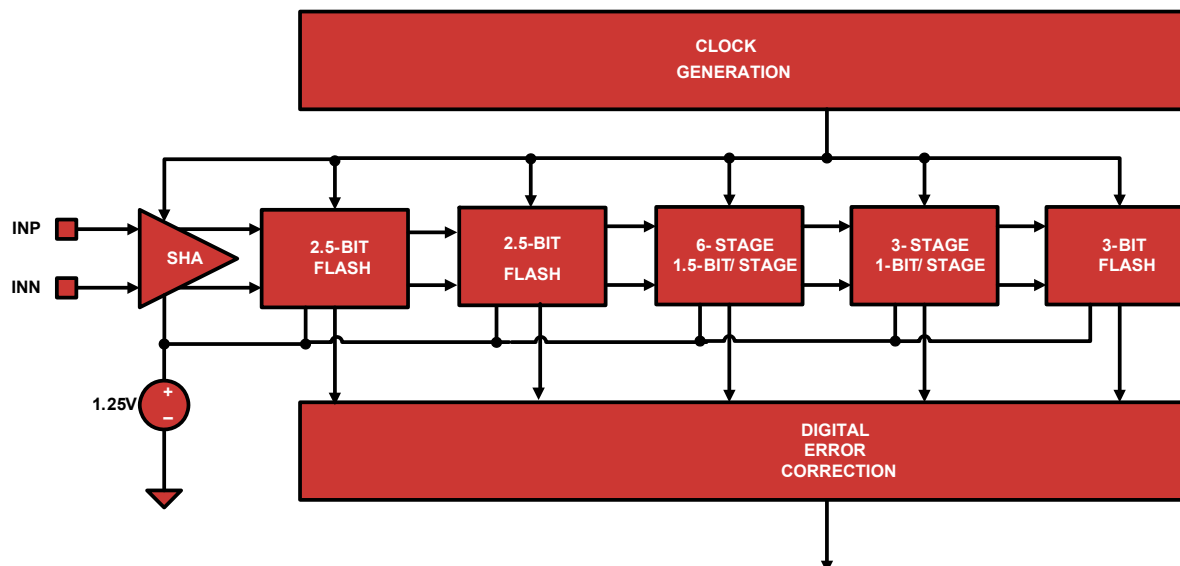 CLOCK
GENERATION
INP
INN
SHA
2.5-BIT
FLASH
2.5-BIT
FLASH
6- STAGE
1.5-BIT/ STAGE
3- STAGE
1-BIT/ STAGE
3-BIT
FLASH
1.25V
+
−
DIGITAL
ERROR
CORRECTION